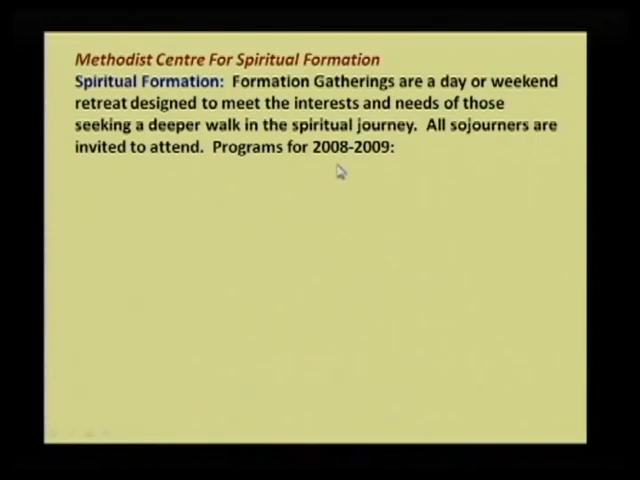 Methodist Centre For Spiritual Formation
Spiritual Formation:  Formation Gatherings are a day or weekend
retreat designed to meet the interests and needs of those
seeking a deeper walk in the spiritual journey.  All sojourners are
invited to attend.  Programs for 2008-2009: